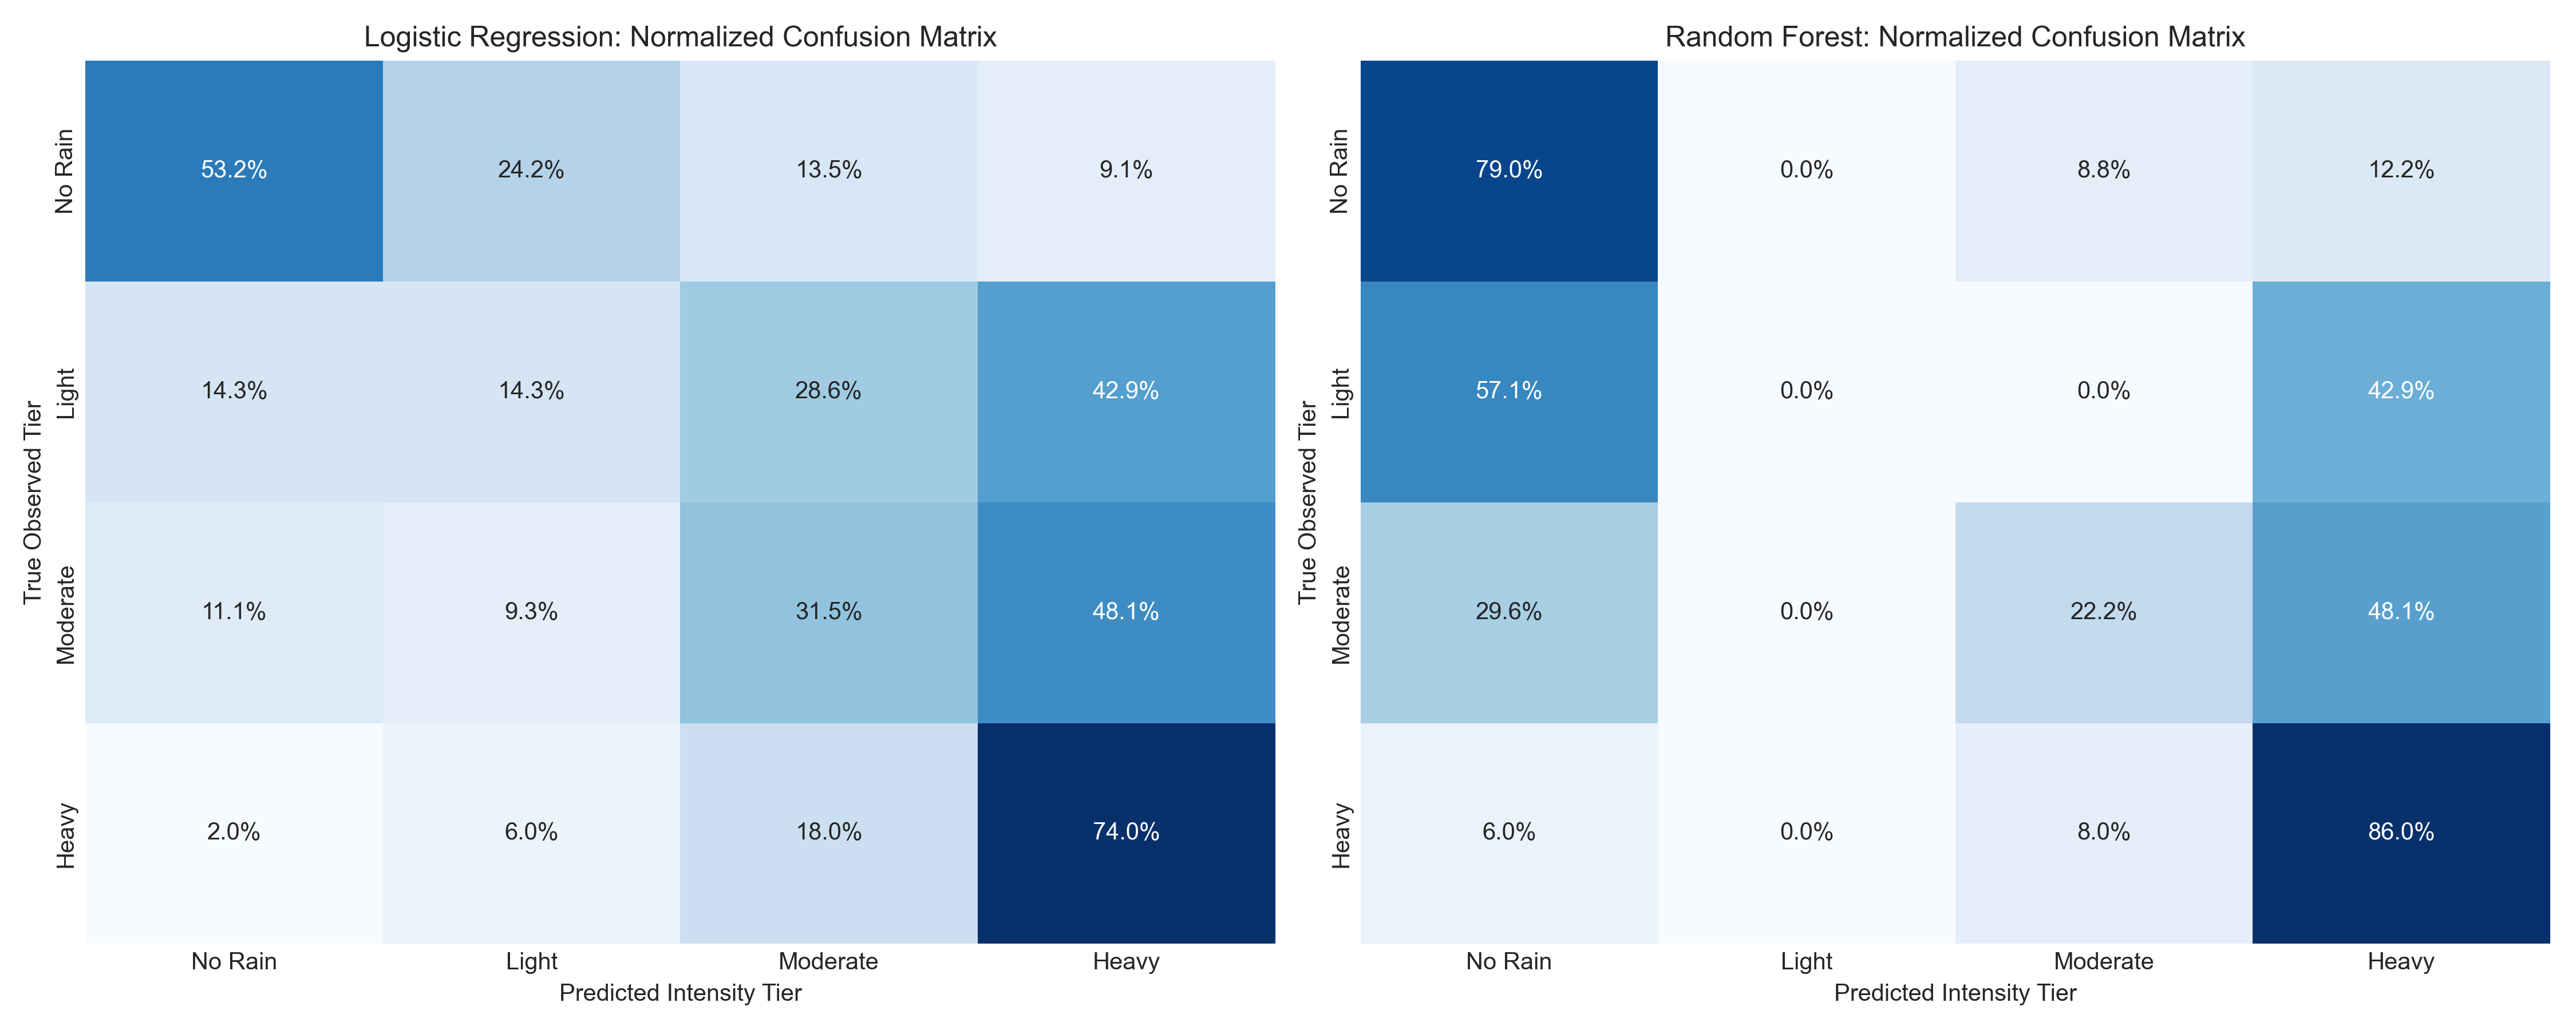 Logistic Regression: Normalized Confusion Matrix
True Observed Tier
No Rain
53.2% 24.2% 13.5% 9.1%
Light
14.3% 14.3% 28.6% 42.9%
Moderate
11.1% 9.3% 31.5% 48.1%
Heavy
2.0% 6.0% 18.0% 74.0%
No Rain Light Moderate Heavy
Predicted Intensity Tier
Random Forest: Normalized Confusion Matrix
True Observed Tier
No Rain
79.0% 0.0% 8.8% 12.2%
Light
57.1% 0.0% 0.0% 42.9%
Moderate
29.6% 0.0% 22.2% 48.1%
Heavy
6.0% 0.0% 8.0% 86.0%
No Rain Light Moderate Heavy
Predicted Intensity Tier